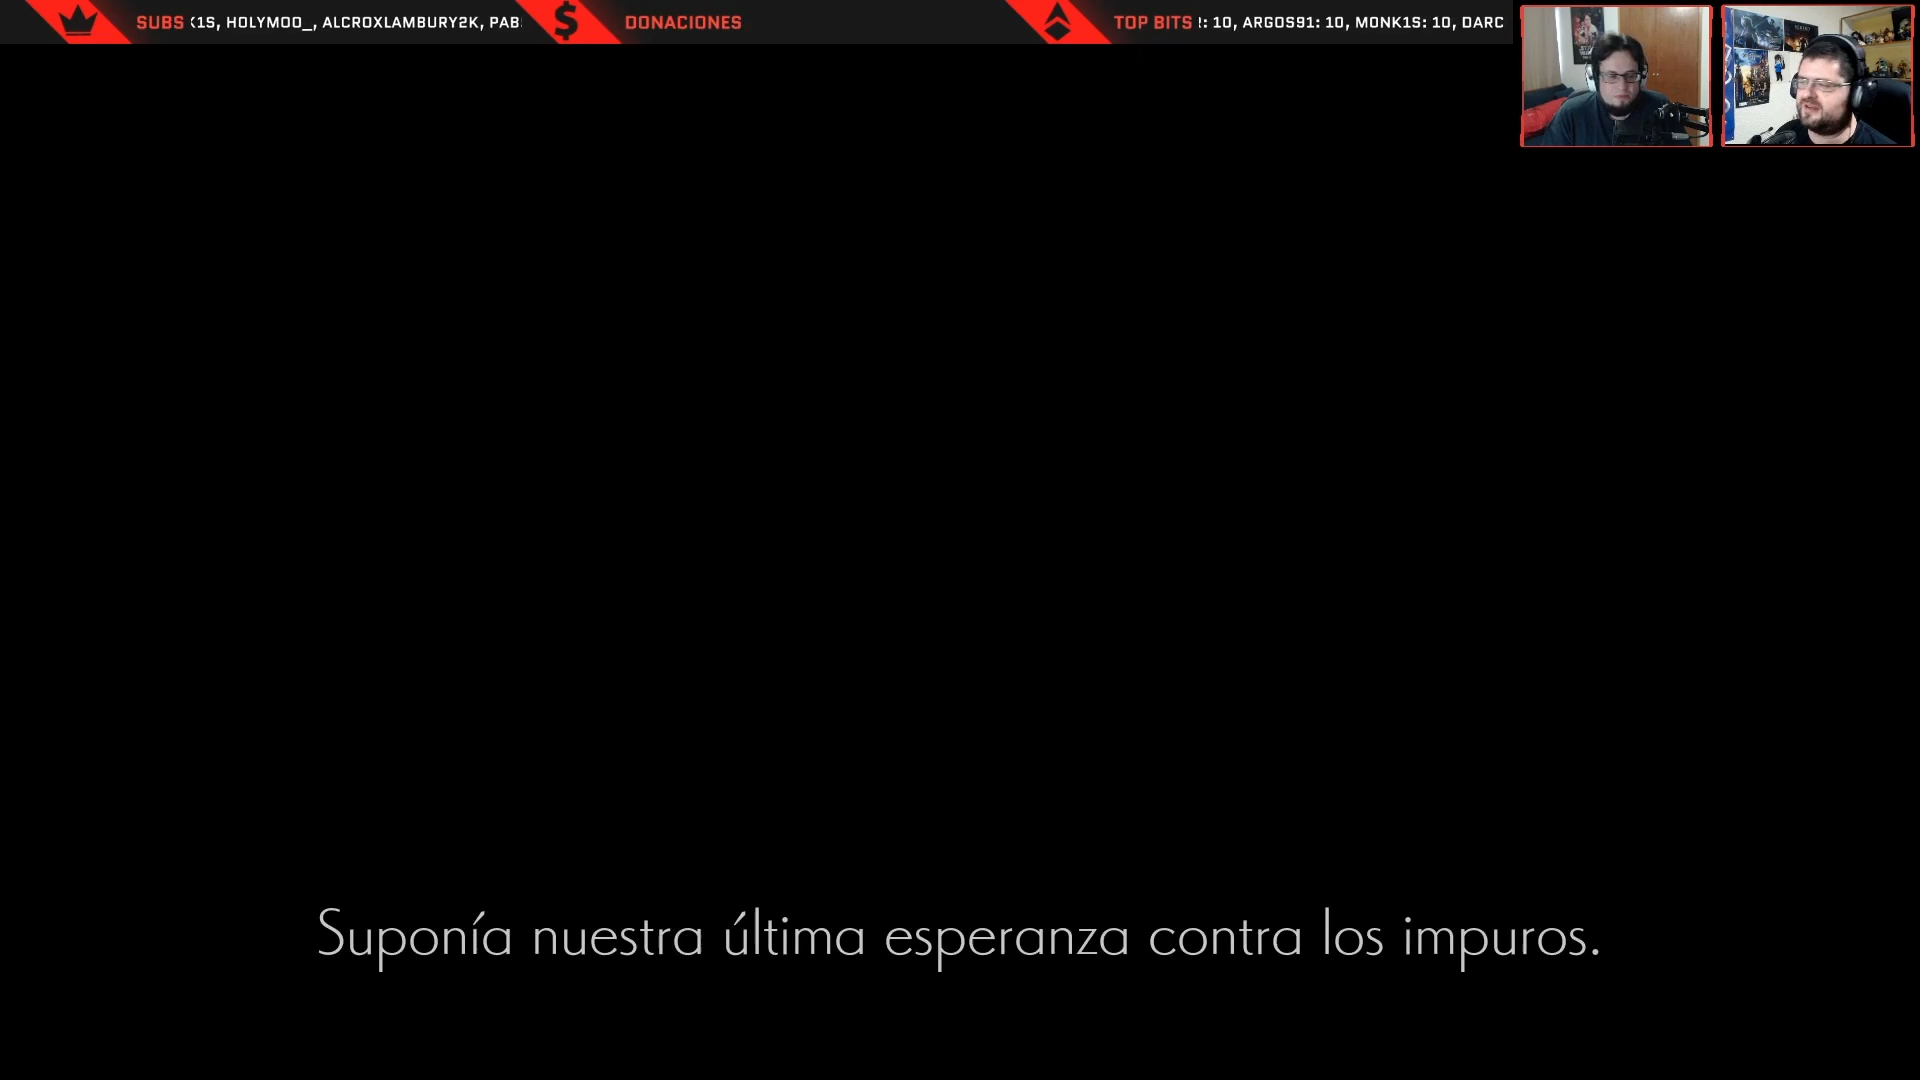 SUBS
HOLYMOO_, ALCROXLAMBURY2K,
DONACIONES
TOP BITS
: 10, ARGOS91: 10, MONK1S: 10,
Suponía nuestra última esperanza contra los impuros.